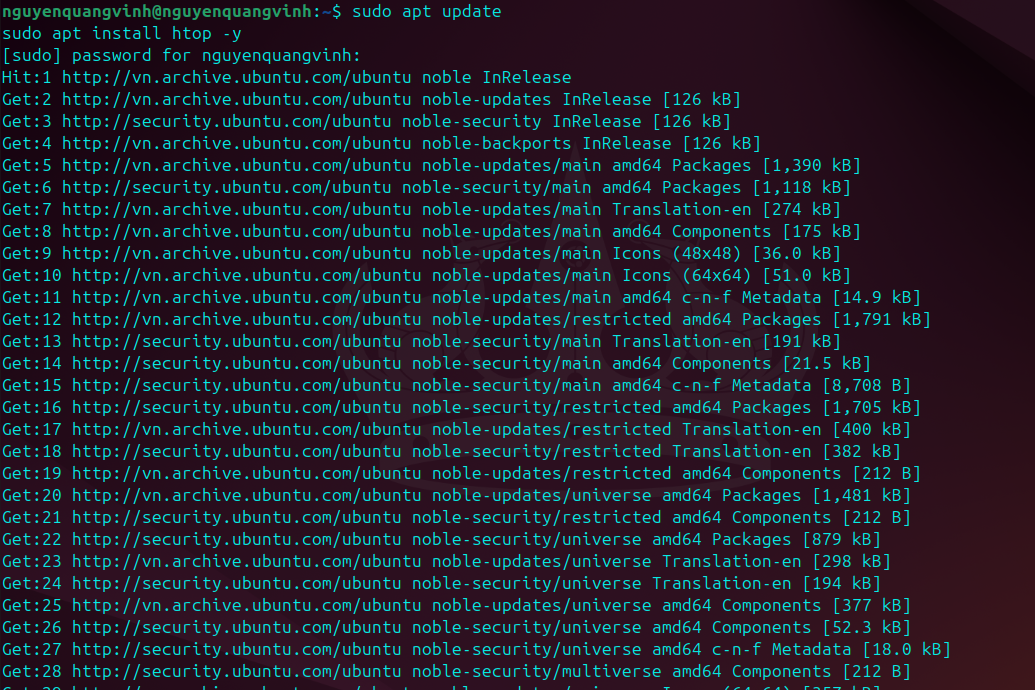 nguyenquangvinh@nguyenquangvinh:~$ sudo apt update
sudo apt install htop -y
[sudo] password for nguyenquangvinh:
Hit:1 http://vn.archive.ubuntu.com/ubuntu noble InRelease
Get:2 http://vn.archive.ubuntu.com/ubuntu noble-updates InRelease [126 kB]
Get:3 http://security.ubuntu.com/ubuntu noble-security InRelease [126 kB]
Get:4 http://vn.archive.ubuntu.com/ubuntu noble-backports InRelease [126 kB]
Get:5 http://vn.archive.ubuntu.com/ubuntu noble-updates/main amd64 Packages [1,390 kB]
Get:6 http://security.ubuntu.com/ubuntu noble-security/main amd64 Packages [1,118 kB]
Get:7 http://vn.archive.ubuntu.com/ubuntu noble-updates/main Translation-en [274 kB]
Get:8 http://vn.archive.ubuntu.com/ubuntu noble-updates/main amd64 Components [175 kB]
Get:9 http://vn.archive.ubuntu.com/ubuntu noble-updates/main Icons (48x48) [36.0 kB]
Get:10 http://vn.archive.ubuntu.com/ubuntu noble-updates/main Icons (64x64) [51.0 kB]
Get:11 http://vn.archive.ubuntu.com/ubuntu noble-updates/main amd64 c-n-f Metadata [14.9 kB]
Get:12 http://vn.archive.ubuntu.com/ubuntu noble-updates/restricted amd64 Packages [1,791 kB]
Get:13 http://security.ubuntu.com/ubuntu noble-security/main Translation-en [191 kB]
Get:14 http://security.ubuntu.com/ubuntu noble-security/main amd64 Components [21.5 kB]
Get:15 http://security.ubuntu.com/ubuntu noble-security/main amd64 c-n-f Metadata [8,708 B]
Get:16 http://security.ubuntu.com/ubuntu noble-security/restricted amd64 Packages [1,705 kB]
Get:17 http://vn.archive.ubuntu.com/ubuntu noble-updates/restricted Translation-en [400 kB]
Get:18 http://security.ubuntu.com/ubuntu noble-security/restricted Translation-en [382 kB]
Get:19 http://vn.archive.ubuntu.com/ubuntu noble-updates/restricted amd64 Components [212 B]
Get:20 http://vn.archive.ubuntu.com/ubuntu noble-updates/universe amd64 Packages [1,481 kB]
Get:21 http://security.ubuntu.com/ubuntu noble-security/restricted amd64 Components [212 B]
Get:22 http://security.ubuntu.com/ubuntu noble-security/universe amd64 Packages [879 kB]
Get:23 http://vn.archive.ubuntu.com/ubuntu noble-updates/universe Translation-en [298 kB]
Get:24 http://security.ubuntu.com/ubuntu noble-security/universe Translation-en [194 kB]
Get:25 http://vn.archive.ubuntu.com/ubuntu noble-updates/universe amd64 Components [377 kB]
Get:26 http://security.ubuntu.com/ubuntu noble-security/universe amd64 Components [52.3 kB]
Get:27 http://security.ubuntu.com/ubuntu noble-security/universe amd64 c-n-f Metadata [18.0 kB]
Get:28 http://security.ubuntu.com/ubuntu noble-security/multiverse amd64 Components [212 B]